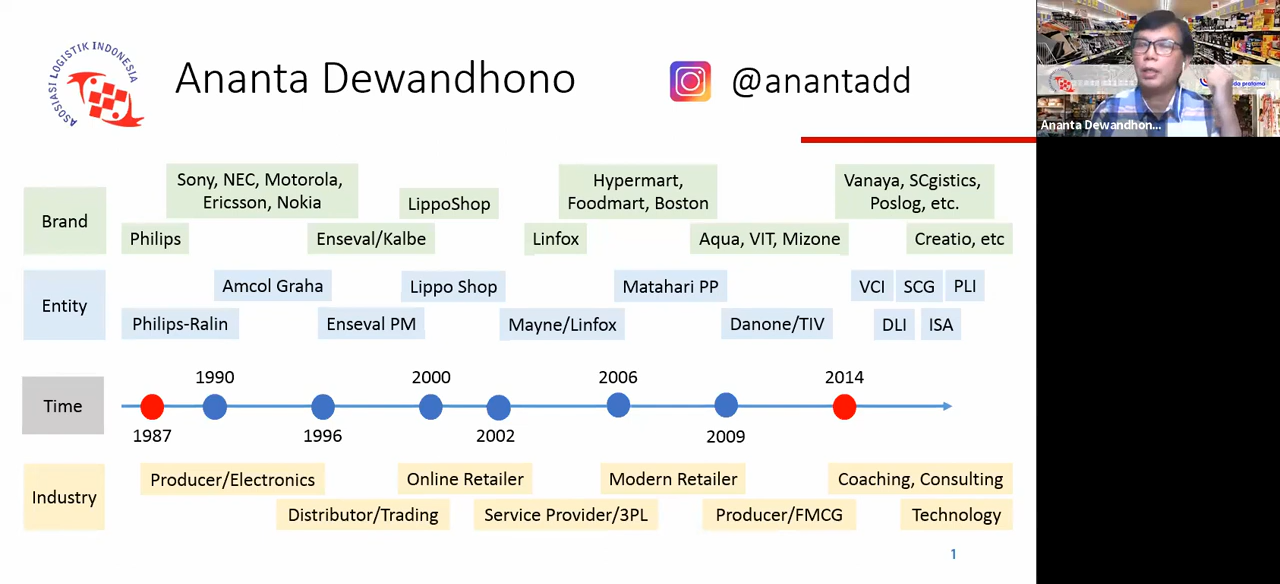 ASOSIASI LOGISTIK INDONESIA
Ananta Dewandhono
@anantadd
Ananta Dewandhon...
Brand
Sony, NEC, Motorola,
Ericsson, Nokia
LippoShop
Hypermart,
Foodmart, Boston
Vanaya, SCgistics,
Poslog, etc.
Philips
Enseval/Kalbe
Linfox
Aqua, VIT, Mizone
Creatio, etc
Entity
Amcol Graha
Lippo Shop
Matahari PP
VCI
SCG
PLI
Philips-Ralin
Enseval PM
Mayne/Linfox
Danone/TIV
DLI
ISA
Time
1990
2000
2006
2014
1987
1996
2002
2009
Industry
Producer/Electronics
Online Retailer
Modern Retailer
Coaching, Consulting
Distributor/Trading
Service Provider/3PL
Producer/FMCG
Technology
1